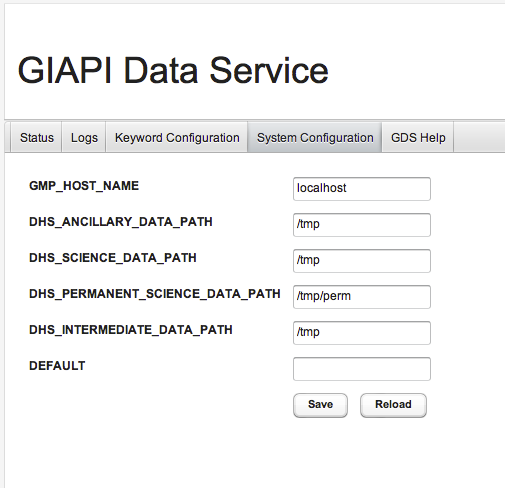 GIAPI Data Service
Status Logs Keyword Configuration System Configuration GDS Help
GMP_HOST_NAME localhost
DHS_ANCILLARY_DATA_PATH /tmp
DHS_SCIENCE_DATA_PATH /tmp
DHS_PERMANENT_SCIENCE_DATA_PATH /tmp/perm
DHS_INTERMEDIATE_DATA_PATH /tmp
DEFAULT
Save Reload